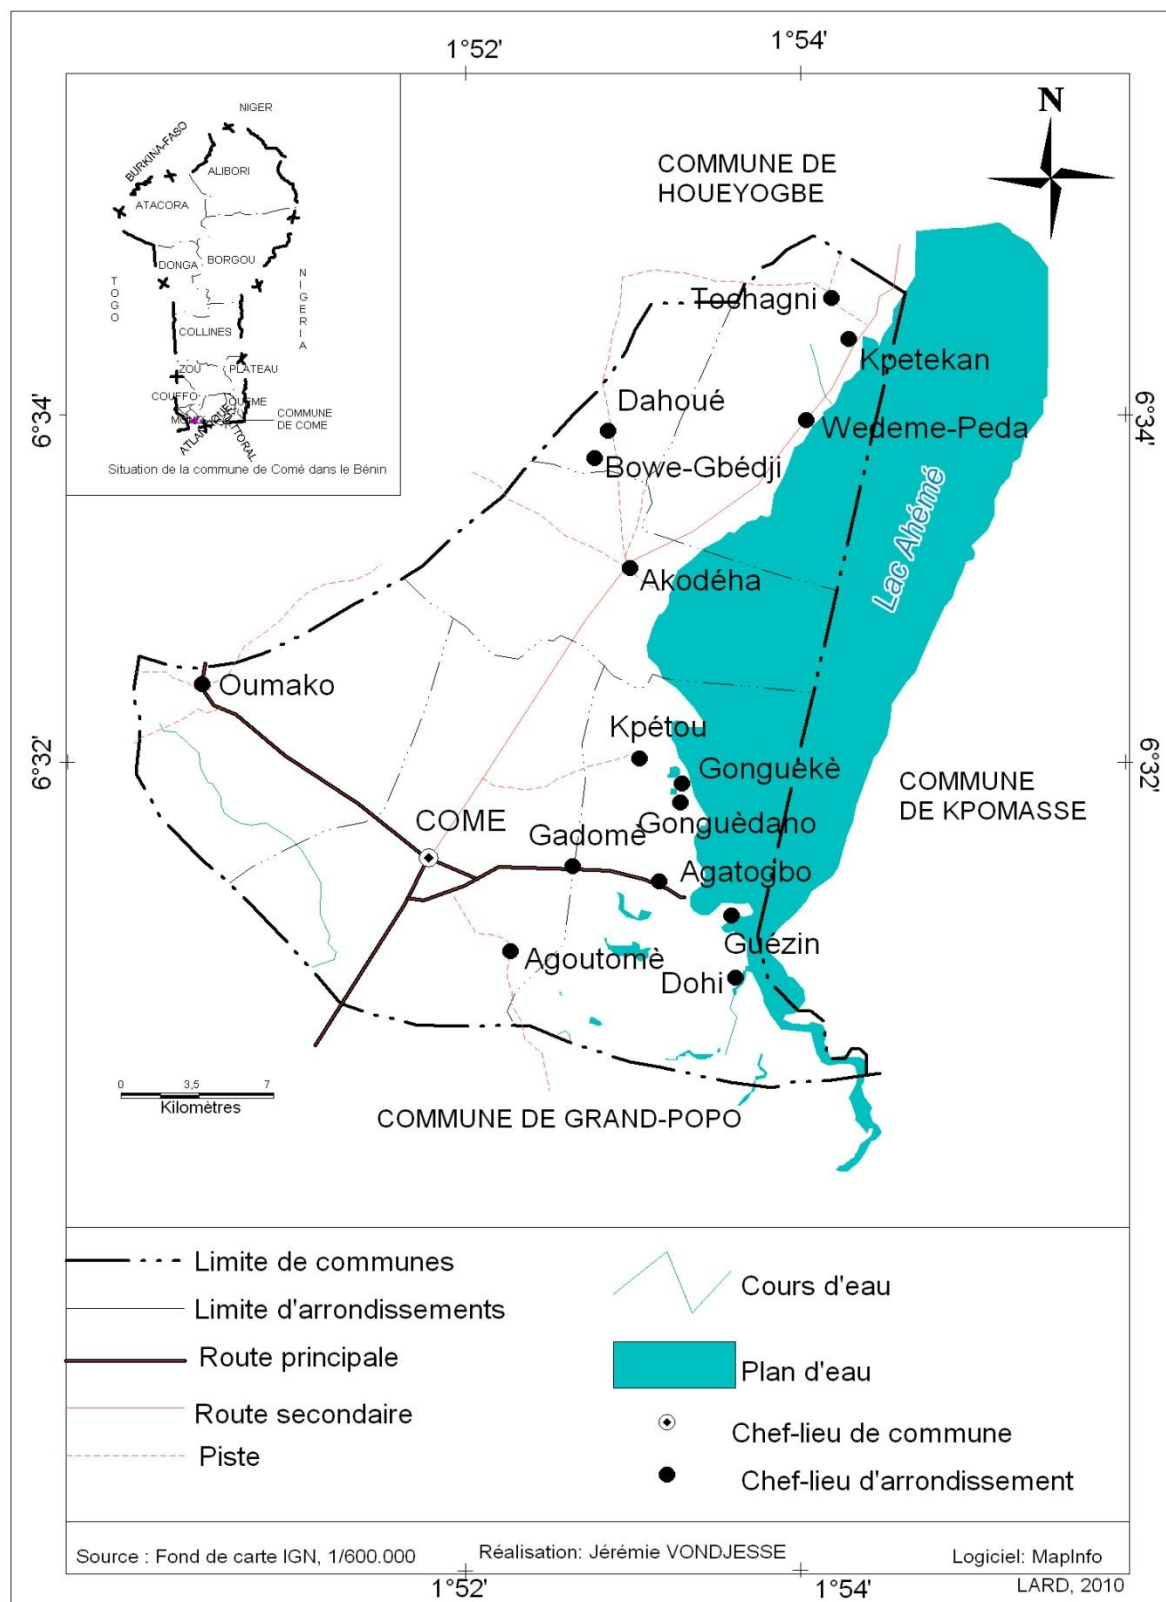 1°52'
1°54'
N
NIGER
BURKINA-FASO
ALIBORI
ATACORA
DONGA
BORGOU
TOGO
NIGERIA
COLLINES
ZOU
PLATEAU
COUFFO
OUEME
MONO
ATLANTIQUE
LITTORAL
COMMUNE
DE COME
Situation de la commune de Comé dans le Bénin
COMMUNE DE
HOUEYOGBE
Tochagni
Kpetekan
6°34'
Dahoué
Wedeme-Peda
6°34'
Bowe-Gbédji
Lac Ahémé
Akodéha
Oumako
Kpétou
6°32'
Gonguekè
6°32'
COMMUNE
DE KPOMASSE
COME
Gadomè
Gonguèdaho
Agatogbo
Guézin
Agoutomè
Dohi
0 3,5 7
Kilomètres
COMMUNE DE GRAND-POPO
Limite de communes
Limite d'arrondissements
Route principale
Route secondaire
Piste
Cours d'eau
Plan d'eau
Chef-lieu de commune
Chef-lieu d'arrondissement
Source : Fond de carte IGN, 1/600.000
Réalisation: Jérémie VONDJESSE
Logiciel: MapInfo
LARD, 2010
1°52'
1°54'